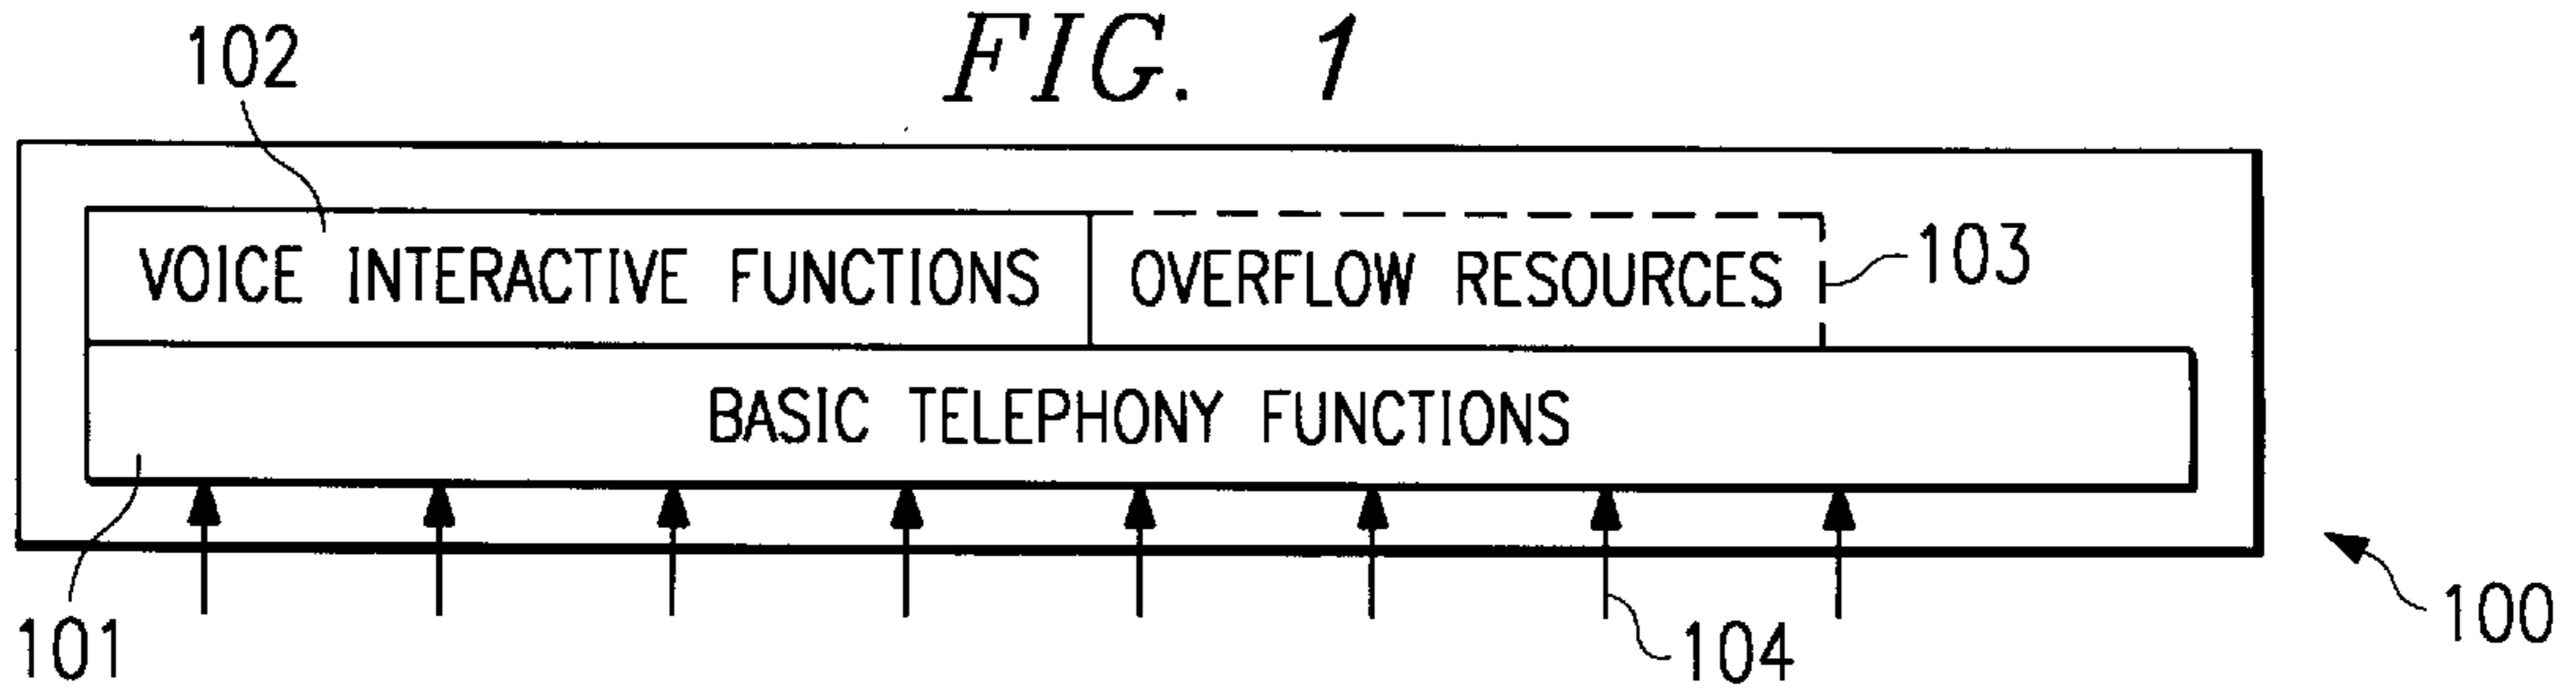 FIG. 1
102
VOICE INTERACTIVE FUNCTIONS
OVERFLOW RESOURCES
103
BASIC TELEPHONY FUNCTIONS
101
104
100